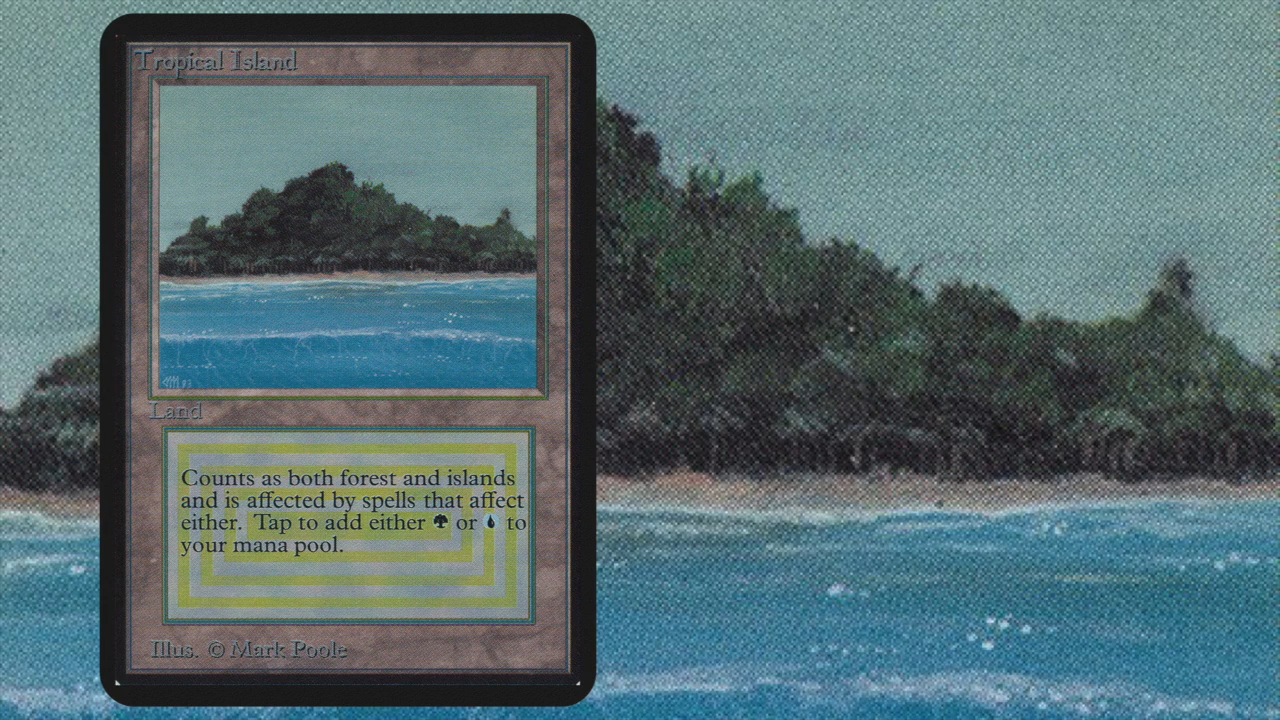 Tropical Island
Land
Counts as both forest and islands
and is affected by spells that affect
either. Tap to add either or to
your mana pool.
Illus. © Mark Poole